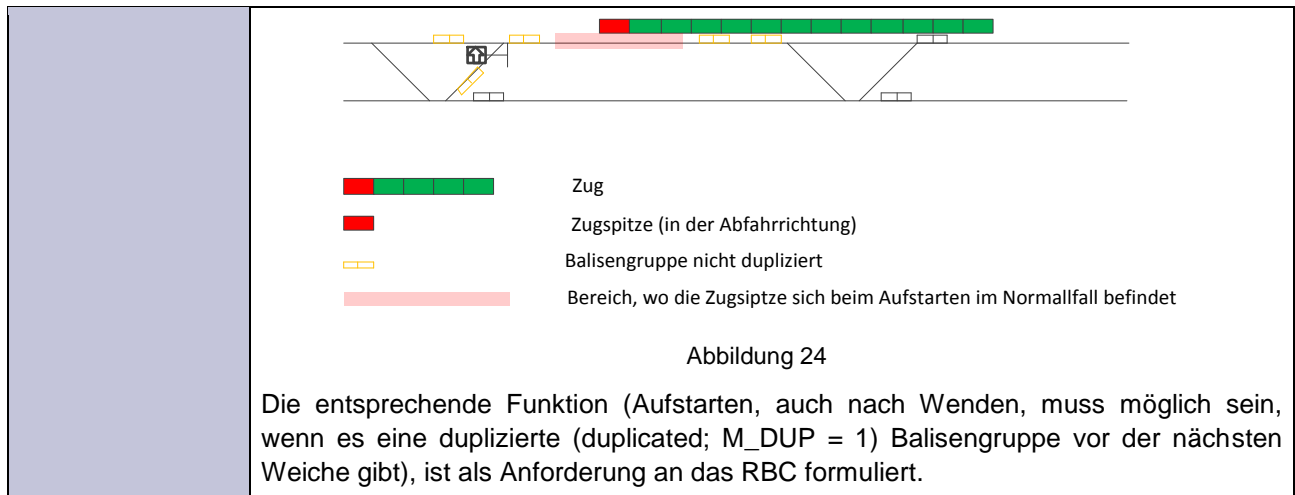 Zug
Zugspitze (in der Abfahrrichtung)
Balisengruppe nicht dupliziert
Bereich, wo die Zugsiptze sich beim Aufstarten im Normallfall befindet
Abbildung 24
Die entsprechende Funktion (Aufstarten, auch nach Wenden, muss möglich sein,
wenn es eine duplizierte (duplicated; M_DUP = 1) Balisengruppe vor der nächsten
Weiche gibt), ist als Anforderung an das RBC formuliert.